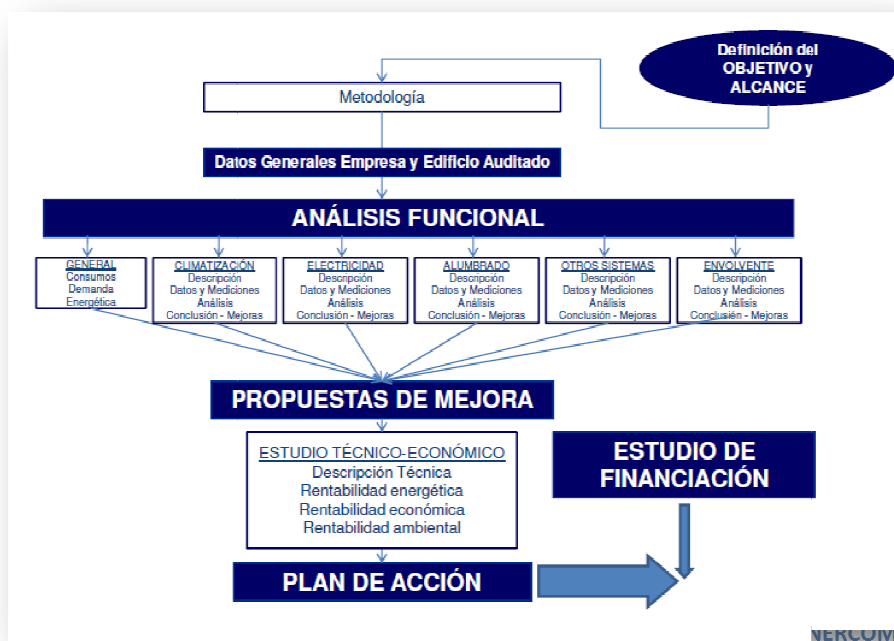 Definición del
OBJETIVO y
ALCANCE
Metodología
Datos Generales Empresa y Edificio Auditado
ANÁLISIS FUNCIONAL
GENERAL
Consumos
Demanda
Energética
CLIMATIZACIÓN
Descripción
Datos y Mediciones
Análisis
Conclusión - Mejoras
ELECTRICIDAD
Descripción
Datos y Mediciones
Análisis
Conclusión - Mejoras
ALUMBRADO
Descripción
Datos y Mediciones
Análisis
Conclusión - Mejoras
OTROS SISTEMAS
Descripción
Datos y Mediciones
Análisis
Conclusión - Mejoras
ENVOLVENTE
Descripción
Datos y Mediciones
Análisis
Conclusión - Mejoras
PROPUESTAS DE MEJORA
ESTUDIO TÉCNICO-ECONÓMICO
Descripción Técnica
Rentabilidad energética
Rentabilidad económica
Rentabilidad ambiental
ESTUDIO DE
FINANCIACIÓN
PLAN DE ACCIÓN